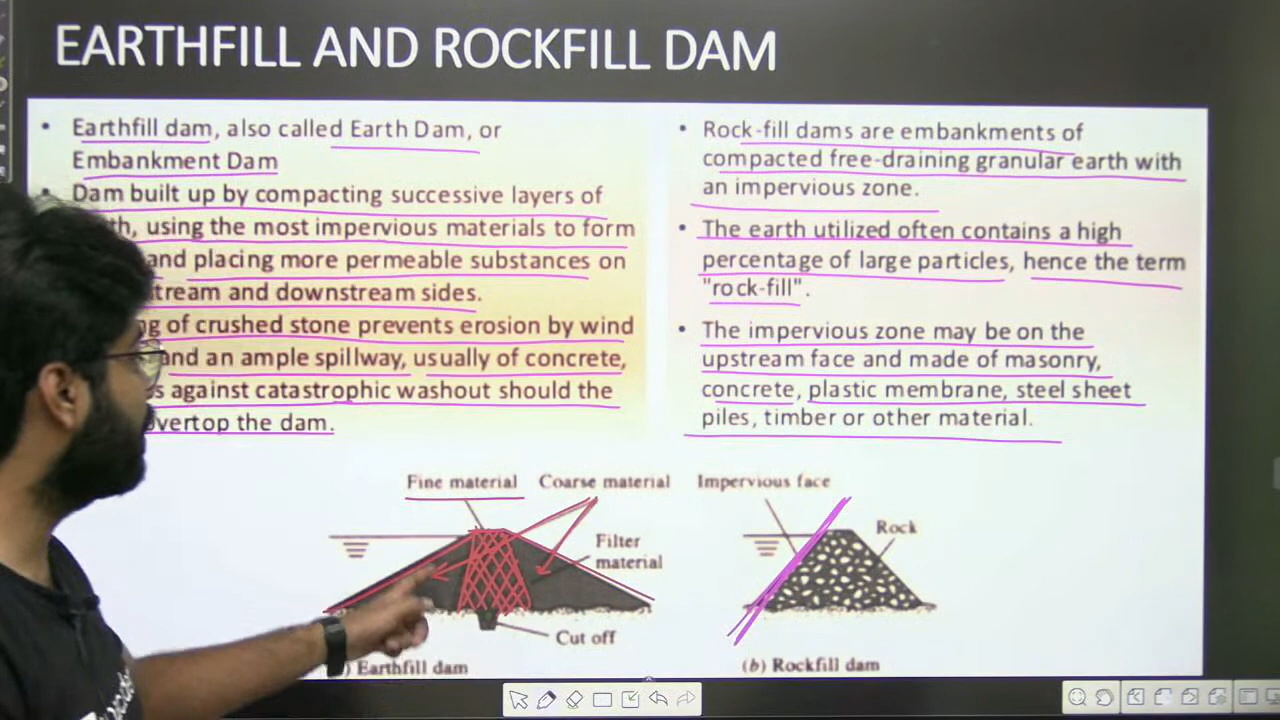 EARTHFILL AND ROCKFILL DAM
• Earthfill dam, also called Earth Dam, or
Embankment Dam
• Dam built up by compacting successive layers of
th, using the most impervious materials to form
and placing more permeable substances on
tream and downstream sides.
ng of crushed stone prevents erosion by wind
and an ample spillway, usually of concrete,
s against catastrophic washout should the
overtop the dam.
• Rock-fill dams are embankments of
compacted free-draining granular earth with
an impervious zone.
• The earth utilized often contains a high
percentage of large particles, hence the term
"rock-fill".
• The impervious zone may be on the
upstream face and made of masonry,
concrete, plastic membrane, steel sheet
piles, timber or other material.
Fine material
Coarse material
Filter
material
Cut off
) Earthfill dam
Impervious face
Rock
(b) Rockfill dam